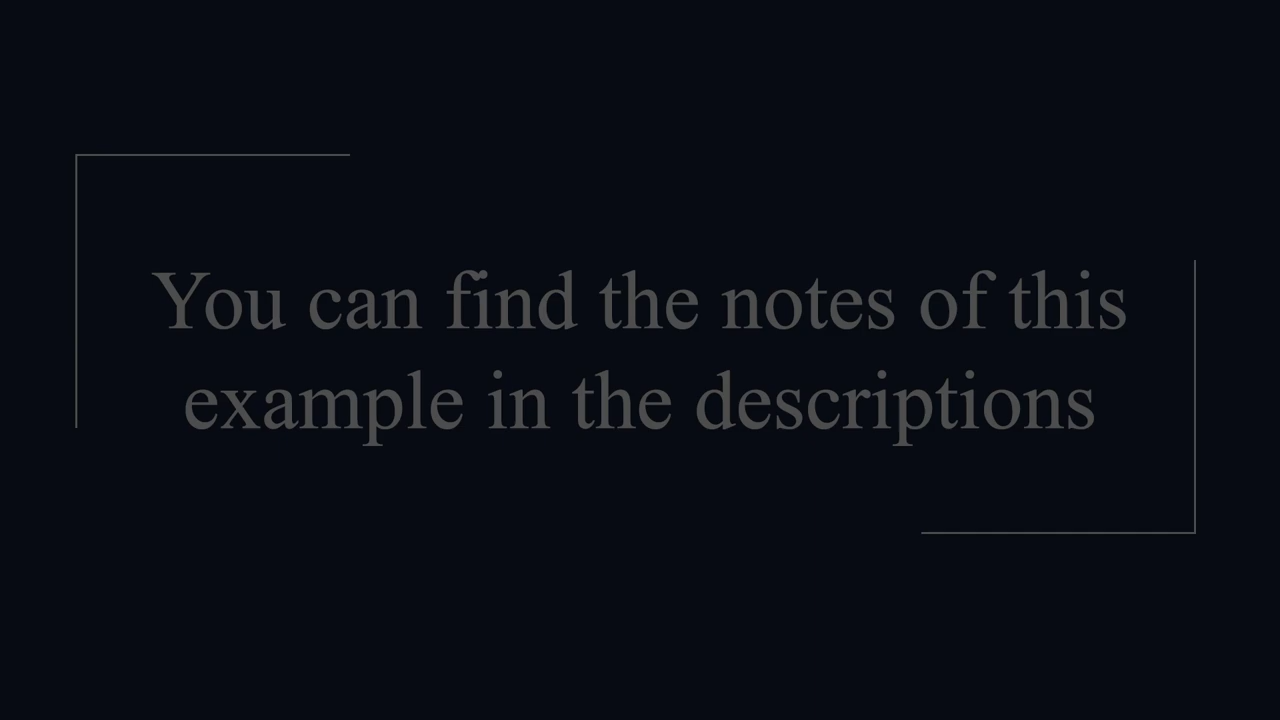 You can find the notes of this
example in the descriptions